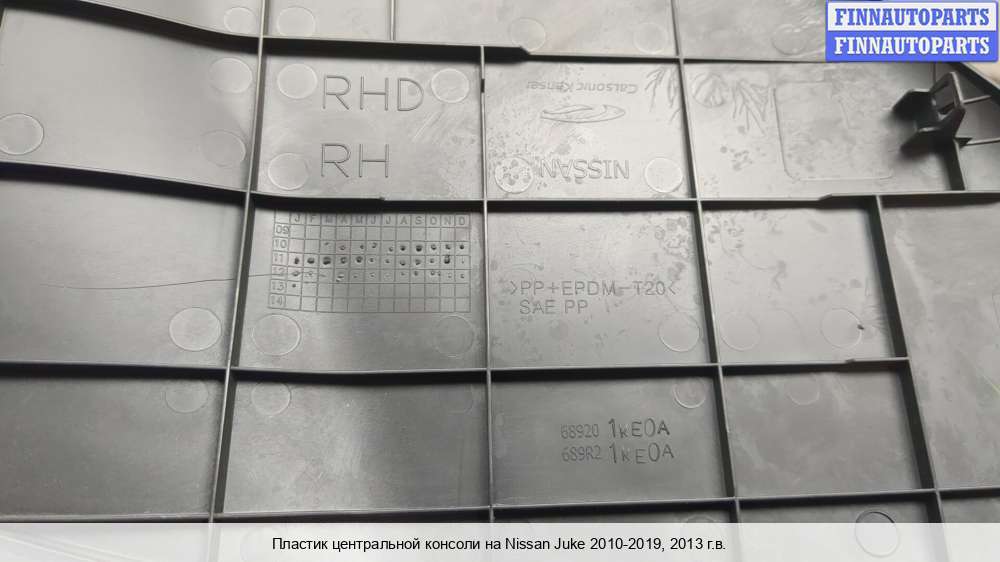 FINNAUTOPARTS
FINNAUTOPARTS
RHD
Calsonic Kansei
RH
NISSAN
J F M A M J J A S O N D
09
10
11
12
13
14
>PP+EPDM-T20<
SAE PP
68920 1KE0A
689R2 1KE0A
Пластик центральной консоли на Nissan Juke 2010-2019, 2013 г.в.